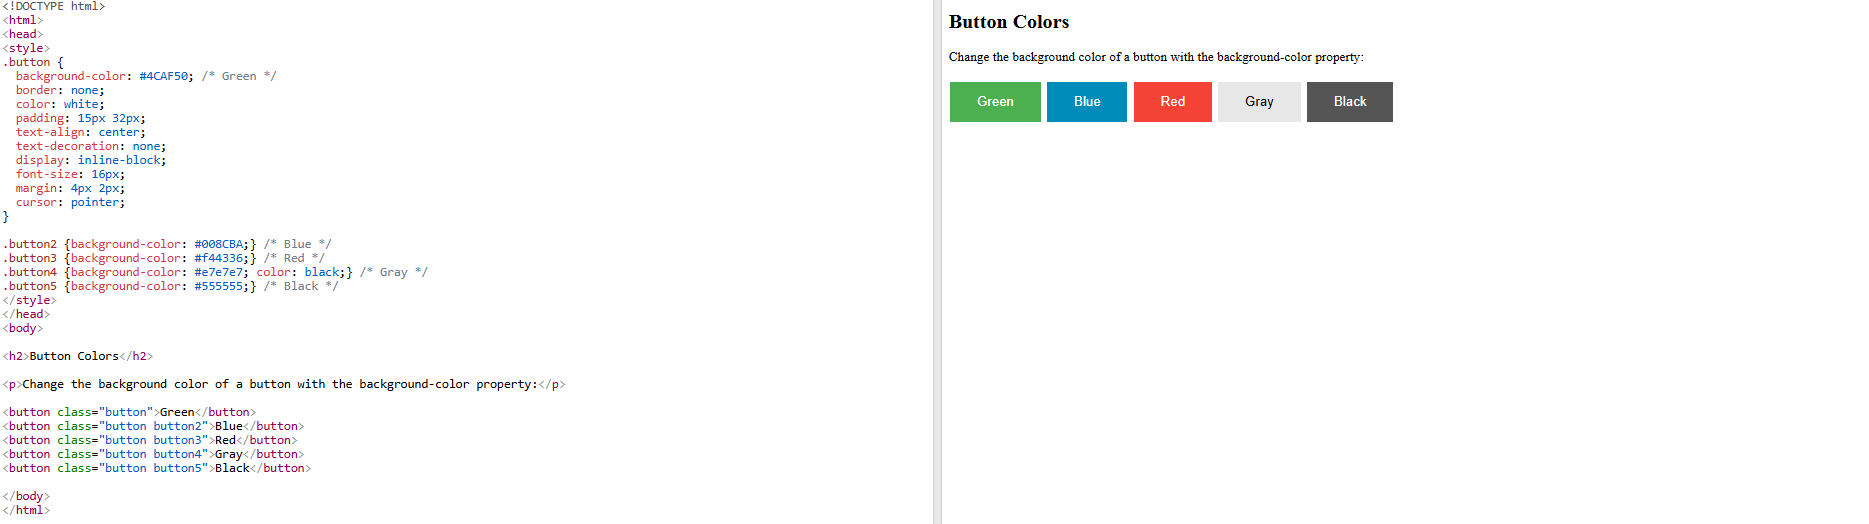 <!DOCTYPE html>
<html>
<head>
<style>
.button {
  background-color: #4CAF50; /* Green */
  border: none;
  color: white;
  padding: 15px 32px;
  text-align: center;
  text-decoration: none;
  display: inline-block;
  font-size: 16px;
  margin: 4px 2px;
  cursor: pointer;
}

.button2 {background-color: #008CBA;} /* Blue */
.button3 {background-color: #f44336;} /* Red */
.button4 {background-color: #e7e7e7; color: black;} /* Gray */
.button5 {background-color: #555555;} /* Black */
</style>
</head>
<body>

<h2>Button Colors</h2>

<p>Change the background color of a button with the background-color property:</p>

<button class="button">Green</button>
<button class="button button2">Blue</button>
<button class="button button3">Red</button>
<button class="button button4">Gray</button>
<button class="button button5">Black</button>

</body>
</html>
Button Colors
Change the background color of a button with the background-color property:
Green Blue Red Gray Black